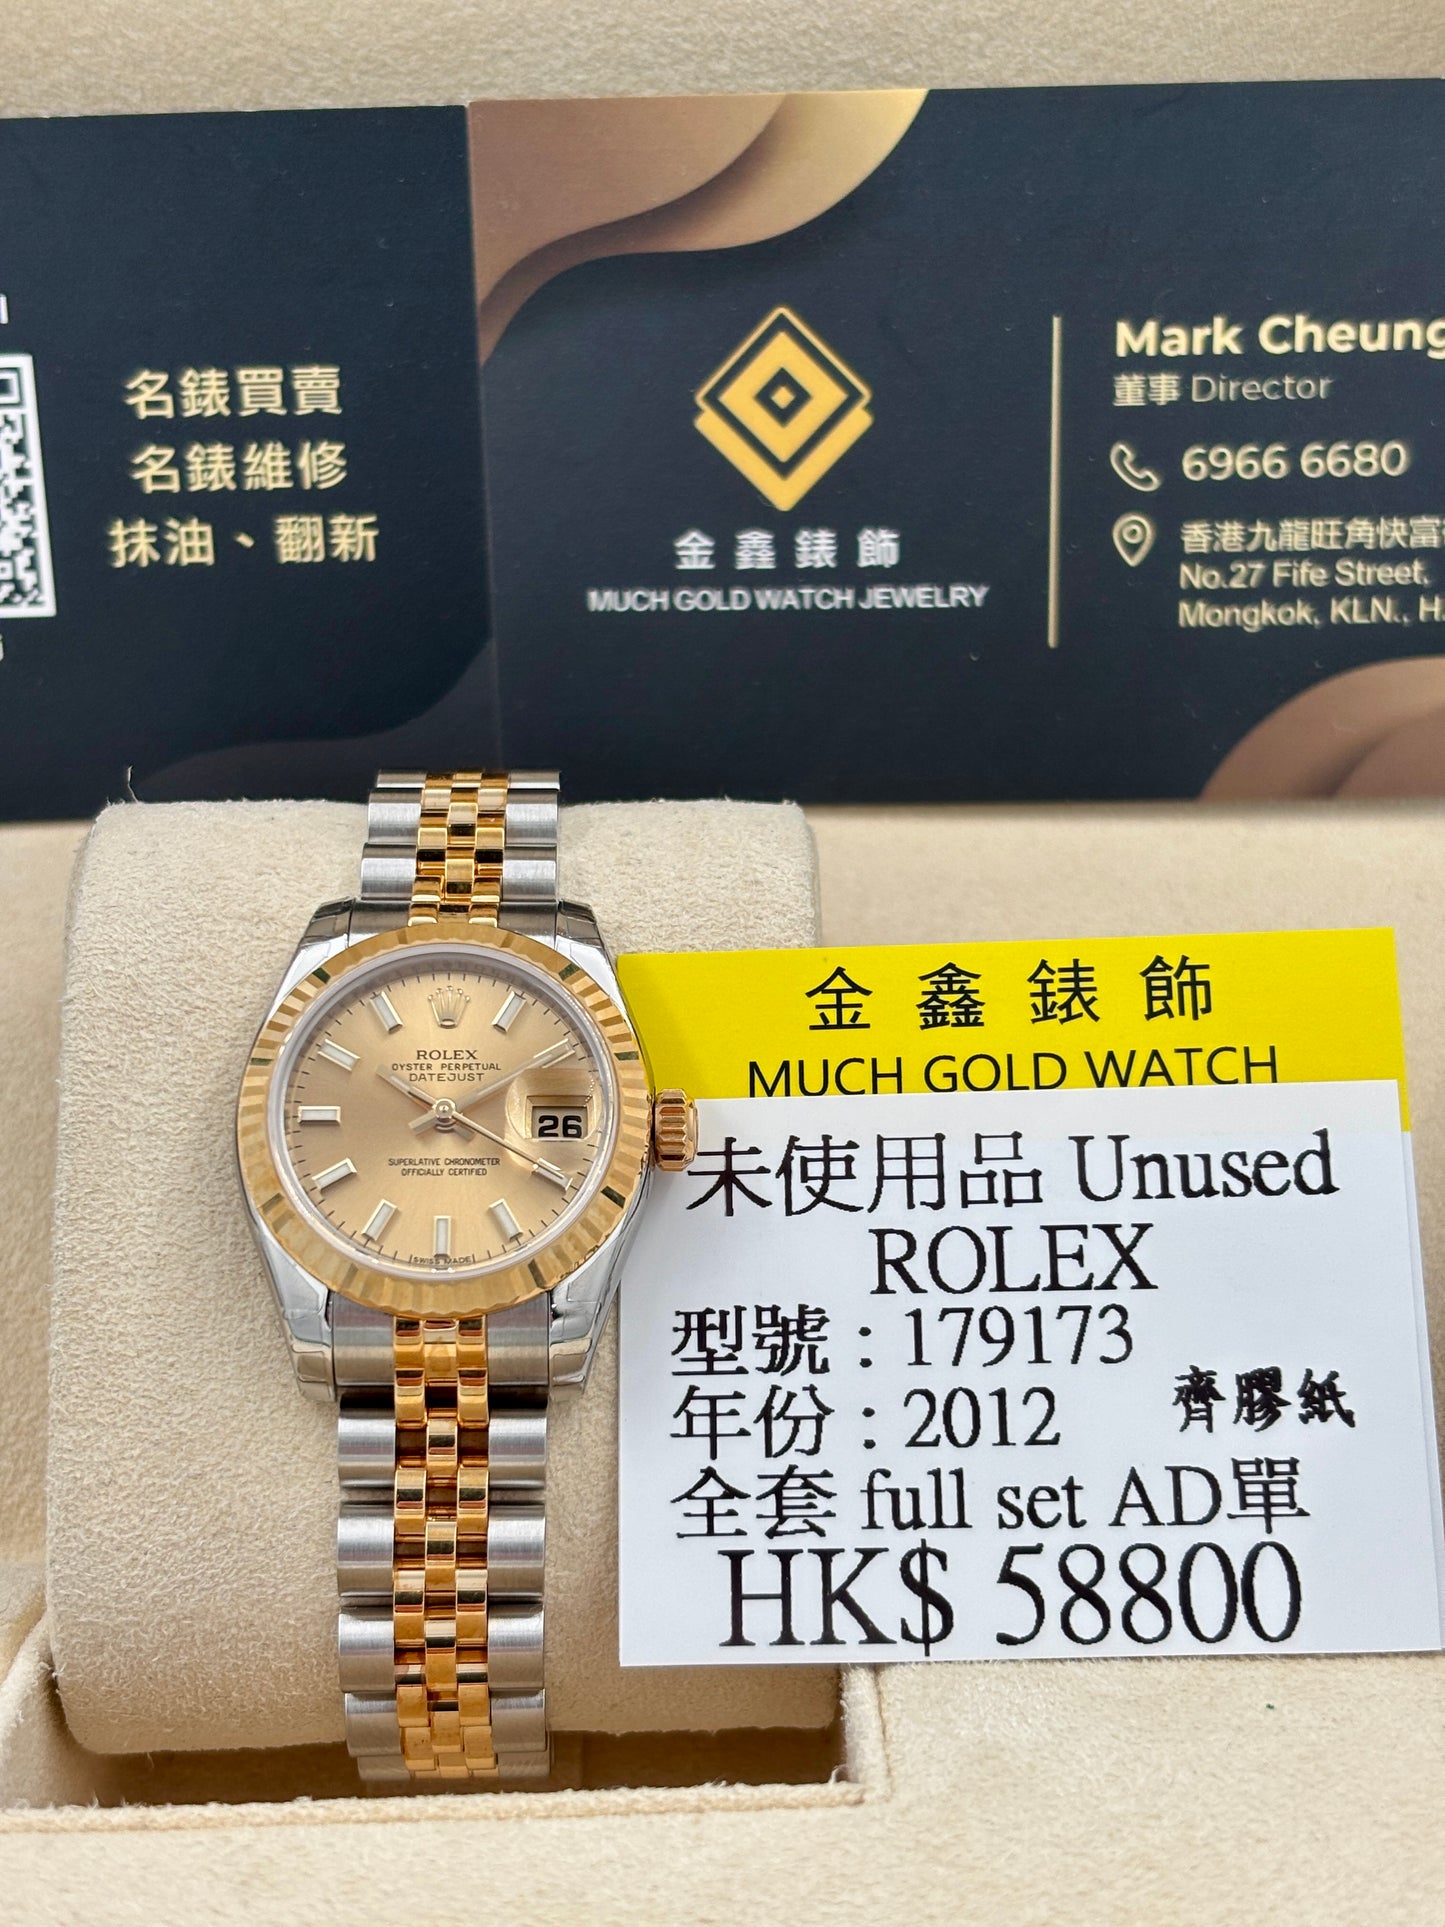 名錶買賣
名錶維修
抹油、翻新
金鑫錶飾
MUCH GOLD WATCH JEWELRY
Mark Cheung
董事 Director
6966 6680
香港九龍旺角快富
No.27 Fife Street,
Mongkok, KLN., H
ROLEX
OYSTER PERPETUAL
DATEJUST
26
SUPERLATIVE CHRONOMETER
OFFICIALLY CERTIFIED
SWISS MADE
金鑫錶飾
MUCH GOLD WATCH
未使用品 Unused
ROLEX
型號：179173
年份：2012 齊膠紙
全套 full set AD單
HK$ 58800